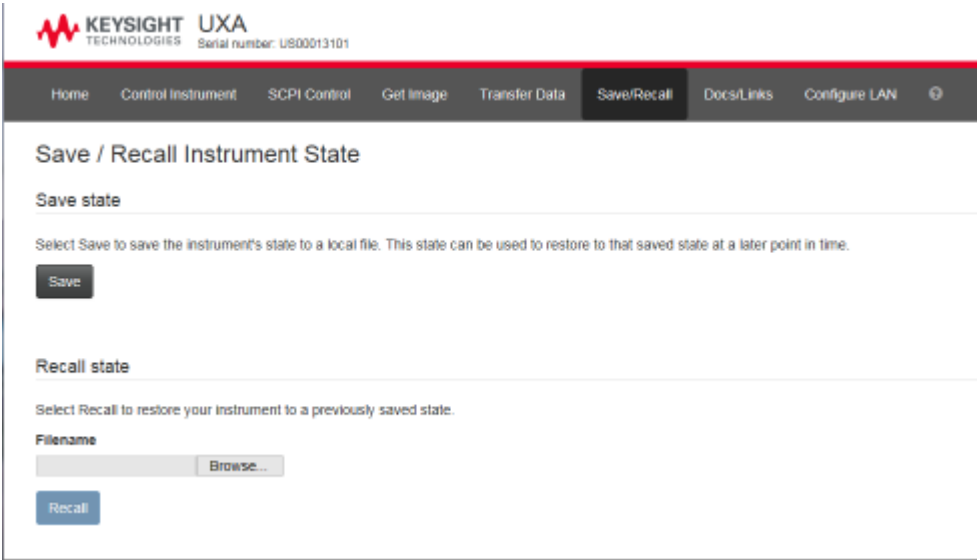 KEYSIGHT UXA
TECHNOLOGIES Serial number: US00013101
Home Control Instrument SCPI Control Get Image Transfer Data Save/Recall Docs/Links Configure LAN
Save / Recall Instrument State
Save state
Select Save to save the instrument's state to a local file. This state can be used to restore to that saved state at a later point in time.
Save
Recall state
Select Recall to restore your instrument to a previously saved state.
Filename
Browse...
Recall